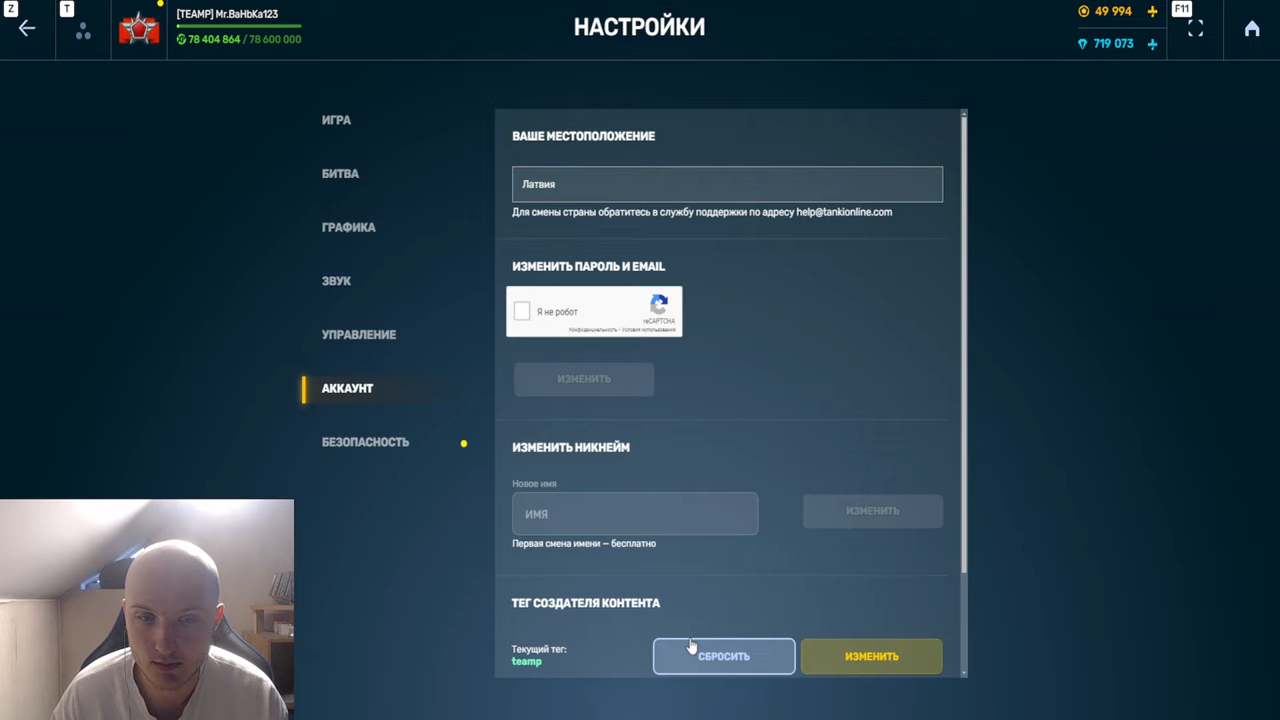 Z
T
[TEAMP] Mr.BaHbKa123
78 404 864 / 78 600 000
НАСТРОЙКИ
49 994
719 073
F11
ИГРА
БИТВА
ГРАФИКА
ЗВУК
УПРАВЛЕНИЕ
АККАУНТ
БЕЗОПАСНОСТЬ
ВАШЕ МЕСТОПОЛОЖЕНИЕ
Латвия
Для смены страны обратитесь в службу поддержки по адресу help@tankionline.com
ИЗМЕНИТЬ ПАРОЛЬ И EMAIL
Я не робот
reCAPTCHA
Конфиденциальность - Условия использования
ИЗМЕНИТЬ
ИЗМЕНИТЬ НИКНЕЙМ
Новое имя
ИМЯ
ИЗМЕНИТЬ
Первая смена имени — бесплатно
ТЕГ СОЗДАТЕЛЯ КОНТЕНТА
Текущий тег:
teamp
СБРОСИТЬ
ИЗМЕНИТЬ